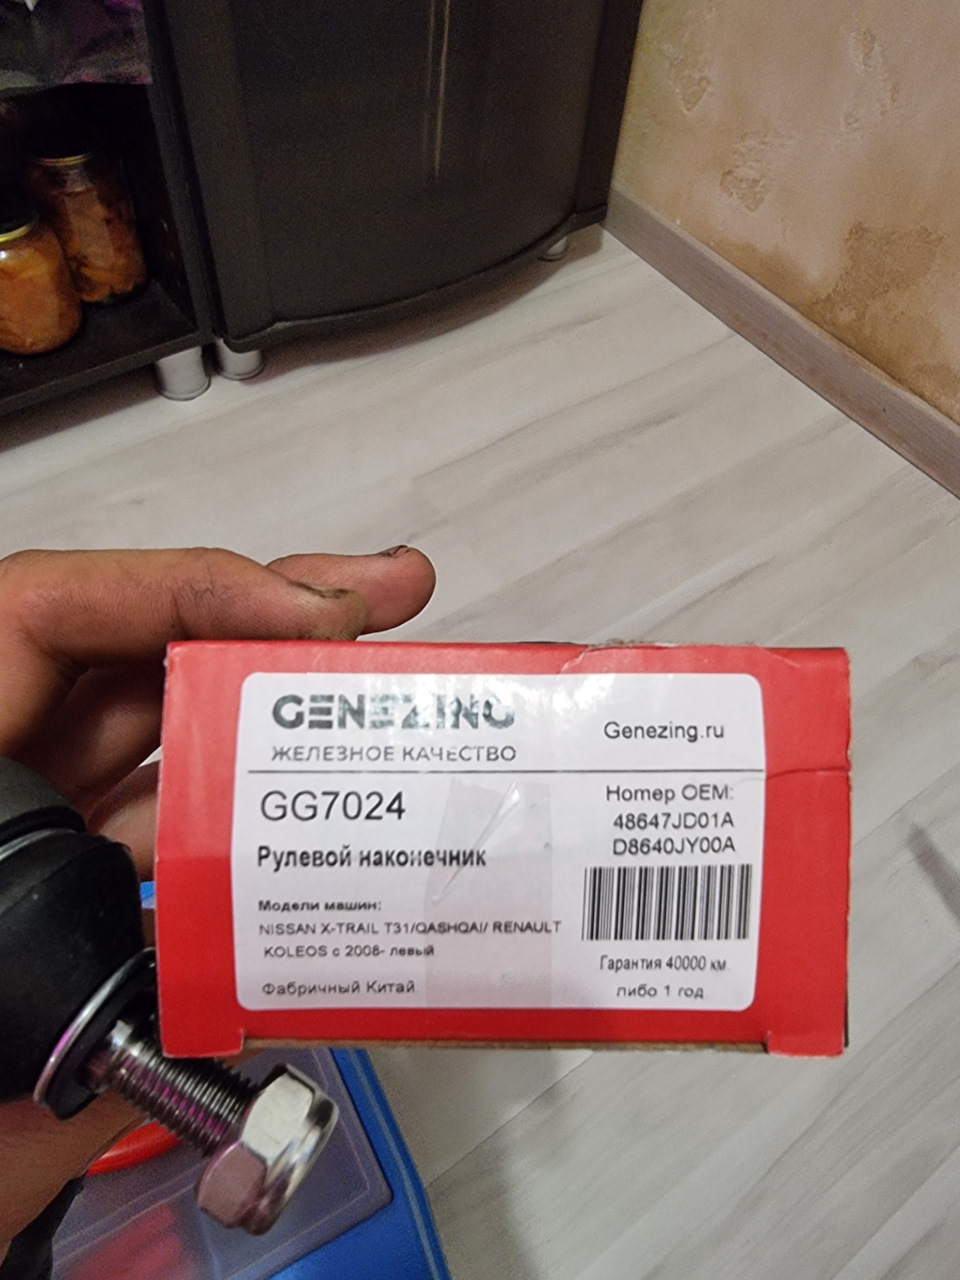 GENEZING
ЖЕЛЕЗНОЕ КАЧЕСТВО
Genezing.ru
GG7024
Рулевой наконечник
Номер OEM:
48647JD01A
D8640JY00A
Модели машин:
NISSAN X-TRAIL T31/QASHQAI/ RENAULT
KOLEOS с 2008- левый
Фабричный Китай
Гарантия 40000 км.
либо 1 год